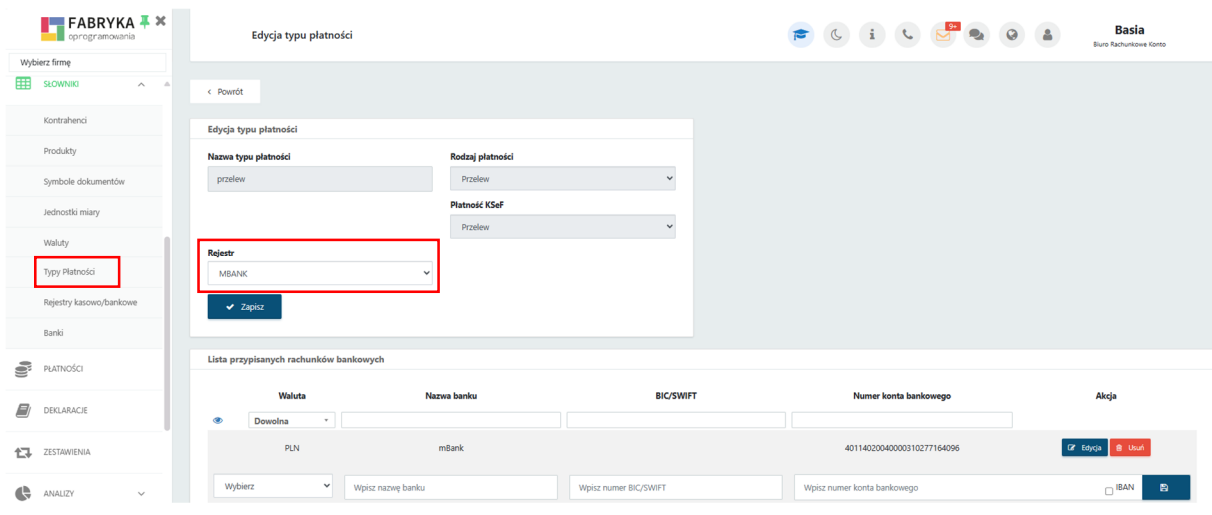 FABRYKA
oprogramowania
Edycja typu płatności
9+
Basia
Biuro Rachunkowe Konto
Wybierz firmę
SŁOWNIKI
Kontrahenci
Produkty
Symbole dokumentów
Jednostki miary
Waluty
Typy Płatności
Rejestry kasowo/bankowe
Banki
PŁATNOŚCI
DEKLARACJE
ZESTAWIENIA
ANALIZY
Powrót
Edycja typu płatności
Nazwa typu płatności Rodzaj płatności
przelew Przelew
Płatność KSeF
Przelew
Rejestr
MBANK
Zapisz
Lista przypisanych rachunków bankowych
Waluta Nazwa banku BIC/SWIFT Numer konta bankowego Akcja
Dowolna
PLN mBank 40114020040000310277164096 Edycja Usuń
Wybierz Wpisz nazwę banku Wpisz numer BIC/SWIFT Wpisz numer konta bankowego IBAN